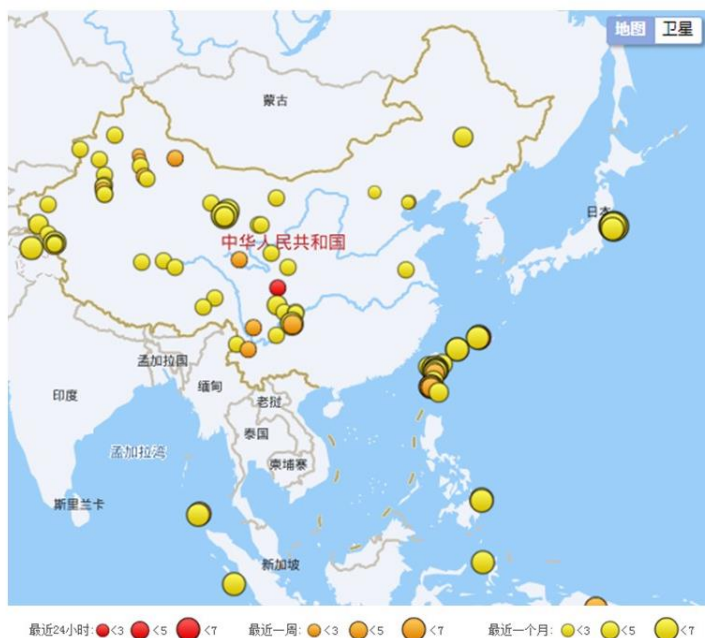 地图 卫星
蒙古
日本
中华人民共和国
孟加拉国
印度
缅甸
老挝
泰国
孟加拉湾
柬埔寨
斯里兰卡
新加坡
最近24小时: <3 <5 <7 最近一周: <3 <5 <7 最近一个月: <3 <5 <7